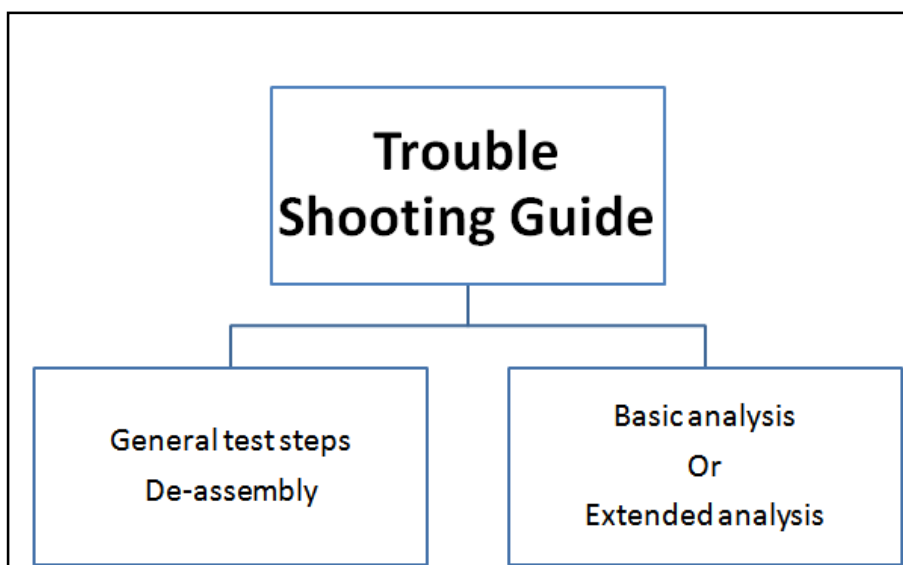 Trouble
Shooting Guide
General test steps
De-assembly
Basic analysis
Or
Extended analysis